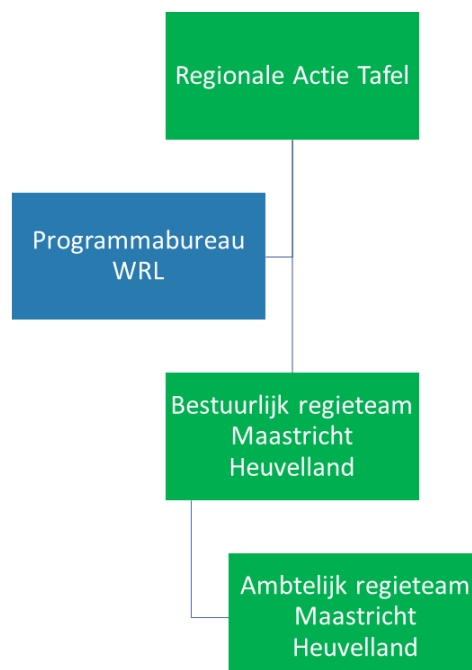 Regionale Actie Tafel
Programmabureau
WRL
Bestuurlijk regieteam
Maastricht
Heuvelland
Ambtelijk regieteam
Maastricht
Heuvelland